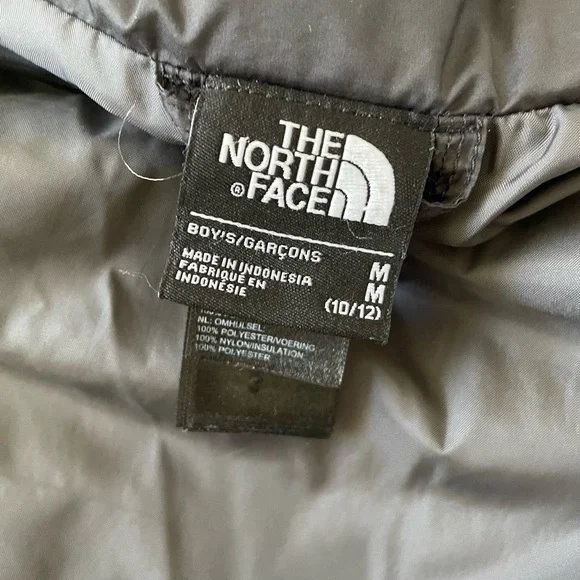 THE
NORTH
® FACE
BOY'S/GARÇONS
MADE IN INDONESIA
FABRIQUÉ EN
INDONÉSIE
M
M
(10/12)
NL: OMHULSEL:
100% POLYESTER/VOERING
100% NYLON/INSULATION
100% POLYESTER